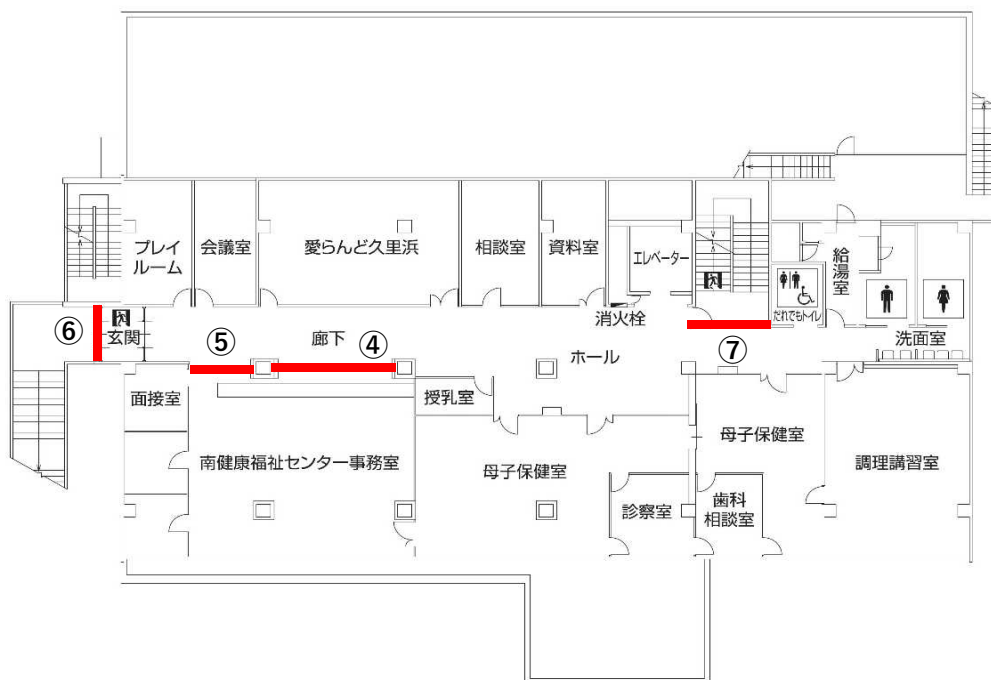 プレイ
ルーム
会議室
愛らんど久里浜
相談室
資料室
エレベーター
給湯室
だれでもトイレ
⑥
玄関
⑤
廊下
④
消火栓
ホール
⑦
洗面室
面接室
授乳室
南健康福祉センター事務室
母子保健室
母子保健室
調理講習室
診察室
歯科
相談室